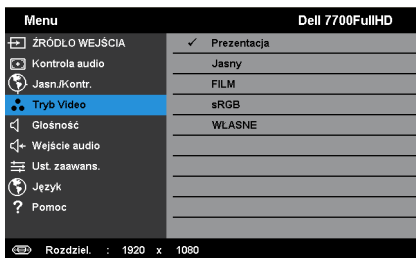 Menu Dell 7700FullHD
ŹRÓDŁO WEJŚCIA ✓ Prezentacja
Kontrola audio Jasny
Jasn./Kontr. FILM
Tryb Video sRGB
Głośność WŁASNE
Wejście audio
Ust. zaawans.
Język
? Pomoc
Rozdziel. : 1920 x 1080